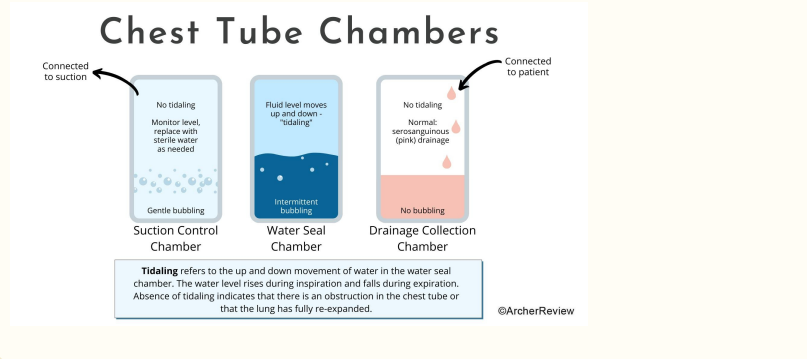 Chest Tube Chambers
Connected
to suction
Connected
to patient
No tidaling
Monitor level,
replace with
sterile water
as needed
Gentle bubbling
Fluid level moves
up and down -
"tidaling"
Intermittent
bubbling
No tidaling
Normal:
serosanguinous
(pink) drainage
No bubbling
Suction Control
Chamber
Water Seal
Chamber
Drainage Collection
Chamber
Tidaling refers to the up and down movement of water in the water seal
chamber. The water level rises during inspiration and falls during expiration.
Absence of tidaling indicates that there is an obstruction in the chest tube or
that the lung has fully re-expanded.
©ArcherReview